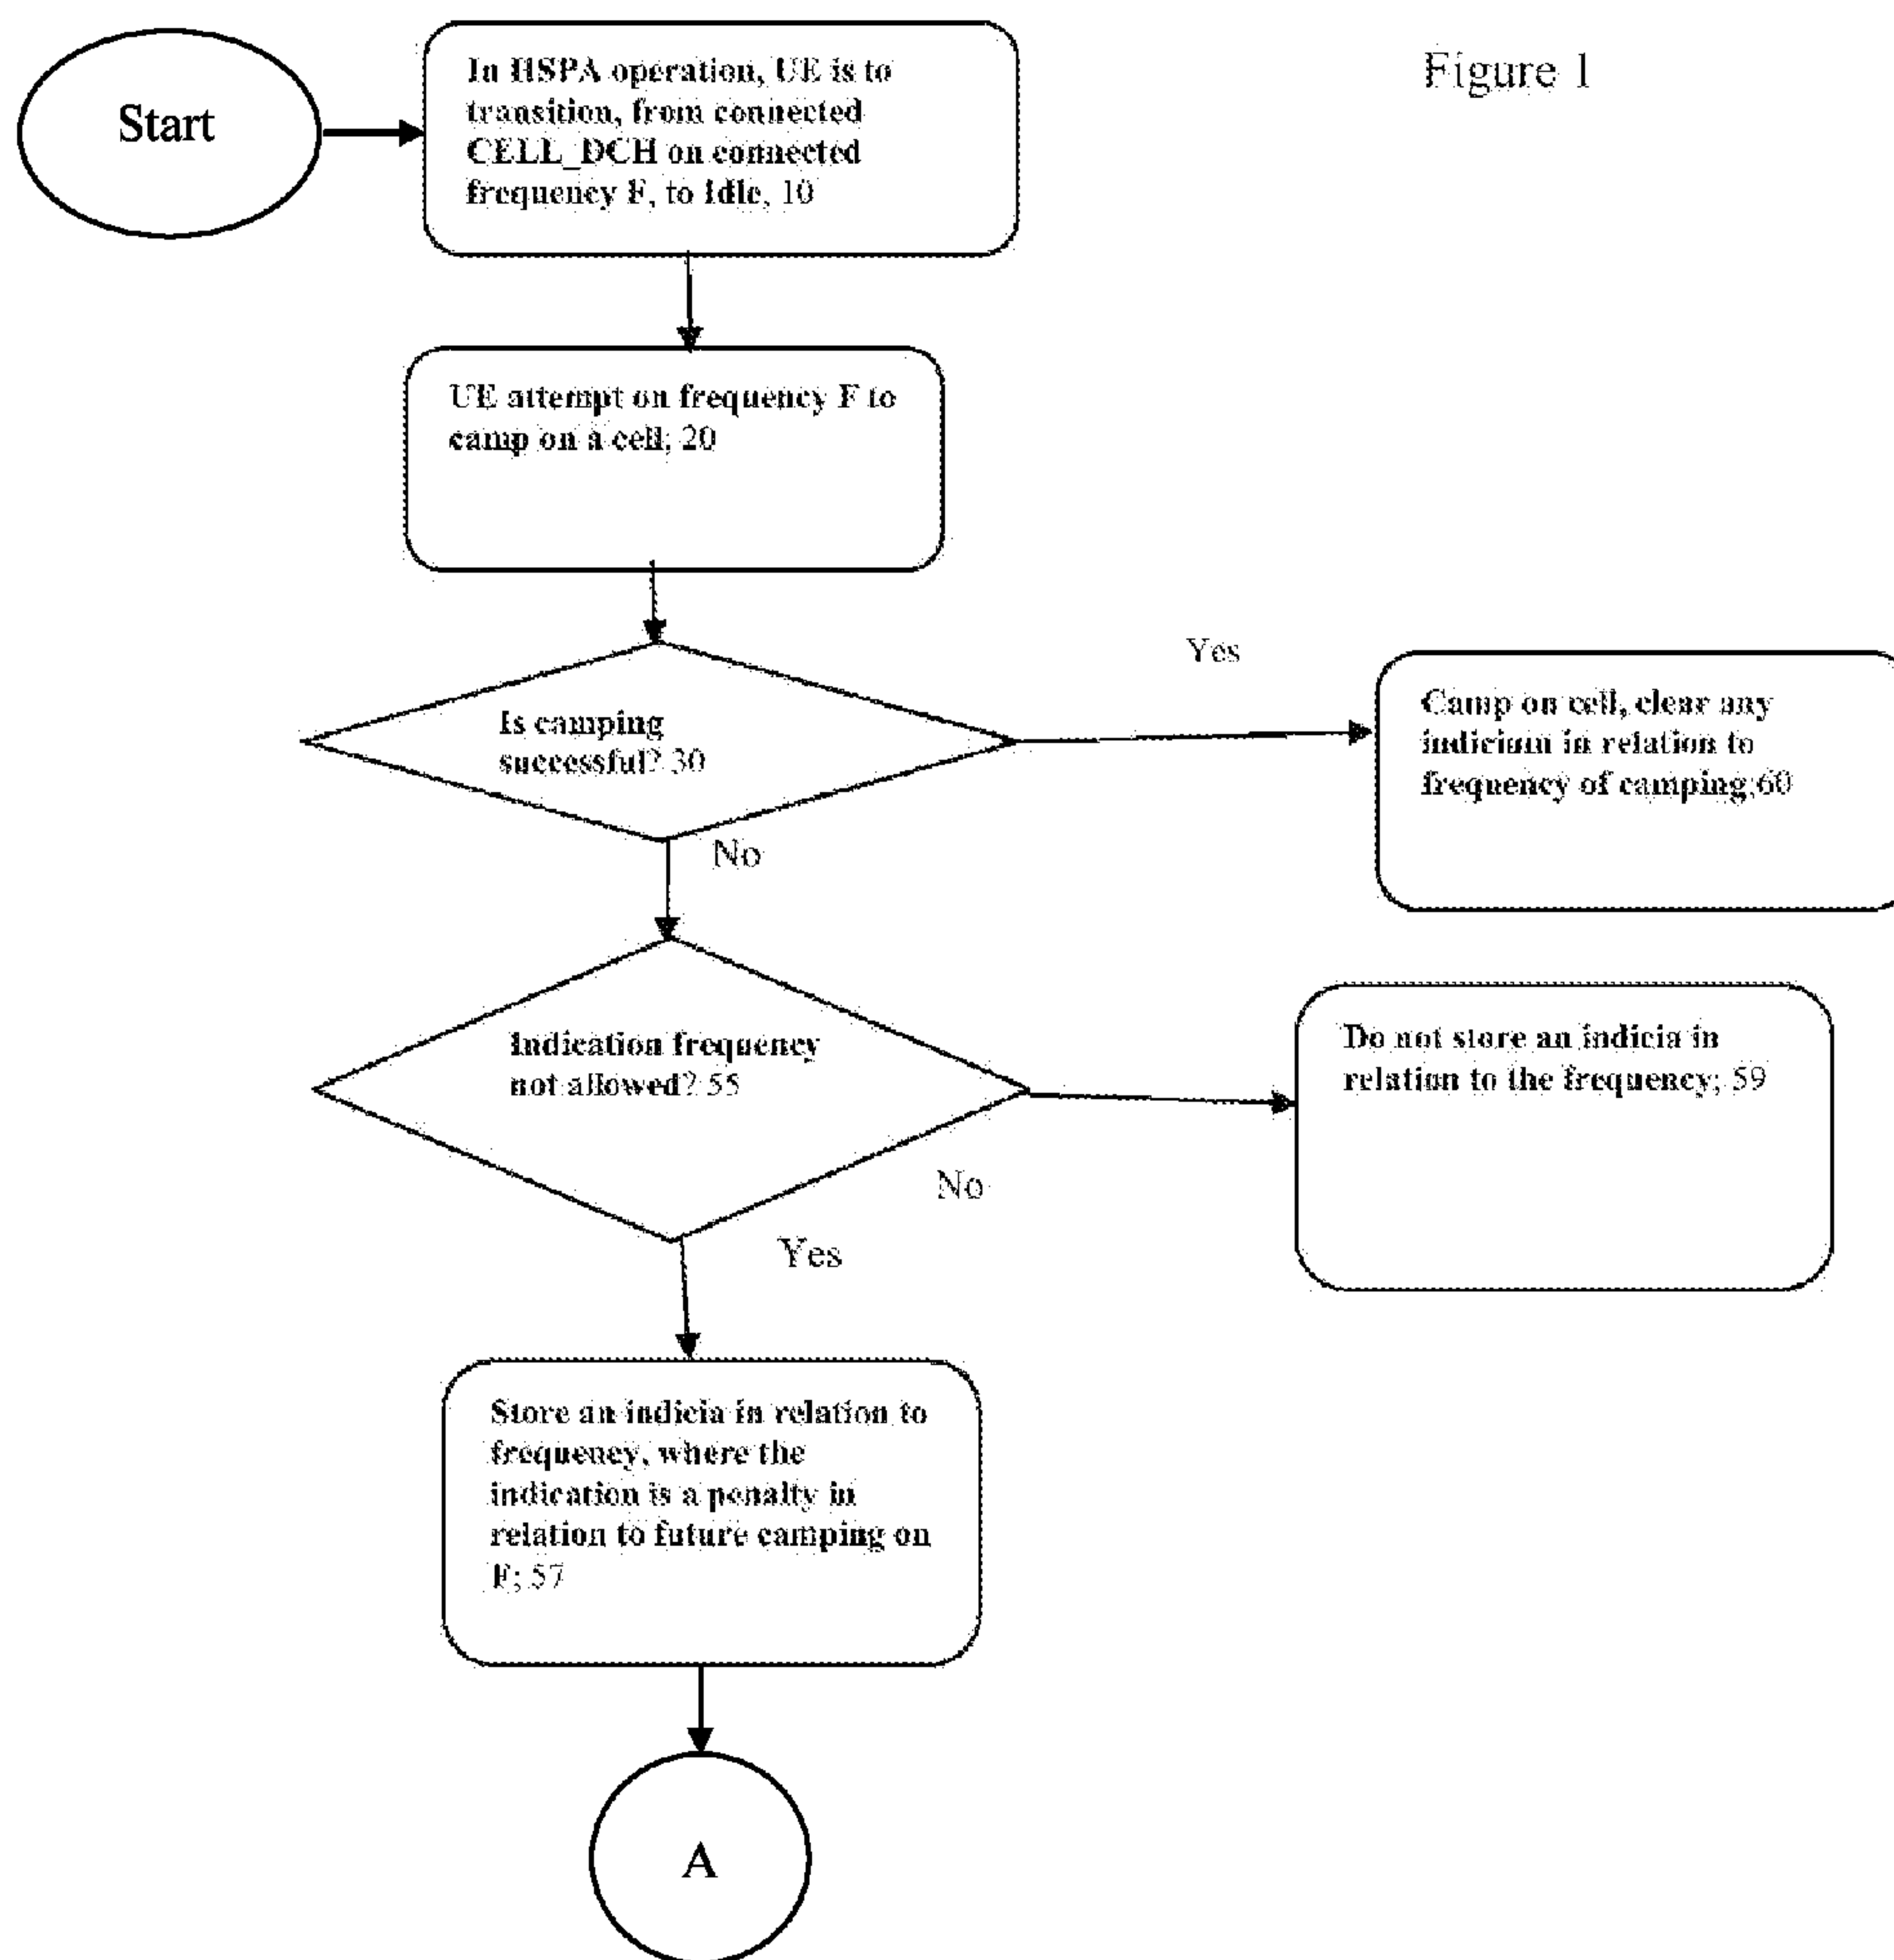 Figure 1
Start
In HSPA operation, UE is to
transition, from connected
CELL_DCH on connected
frequency F, to Idle, 10
UE attempt on frequency F to
camp on a cell; 20
Is camping
successful? 30
Yes
Camp on cell, clear any
indicium in relation to
frequency of camping;60
No
Indication frequency
not allowed? 55
No
Do not store an indicia in
relation to the frequency; 59
Yes
Store an indicia in relation to
frequency, where the
indication is a penalty in
relation to future camping on
F; 57
A